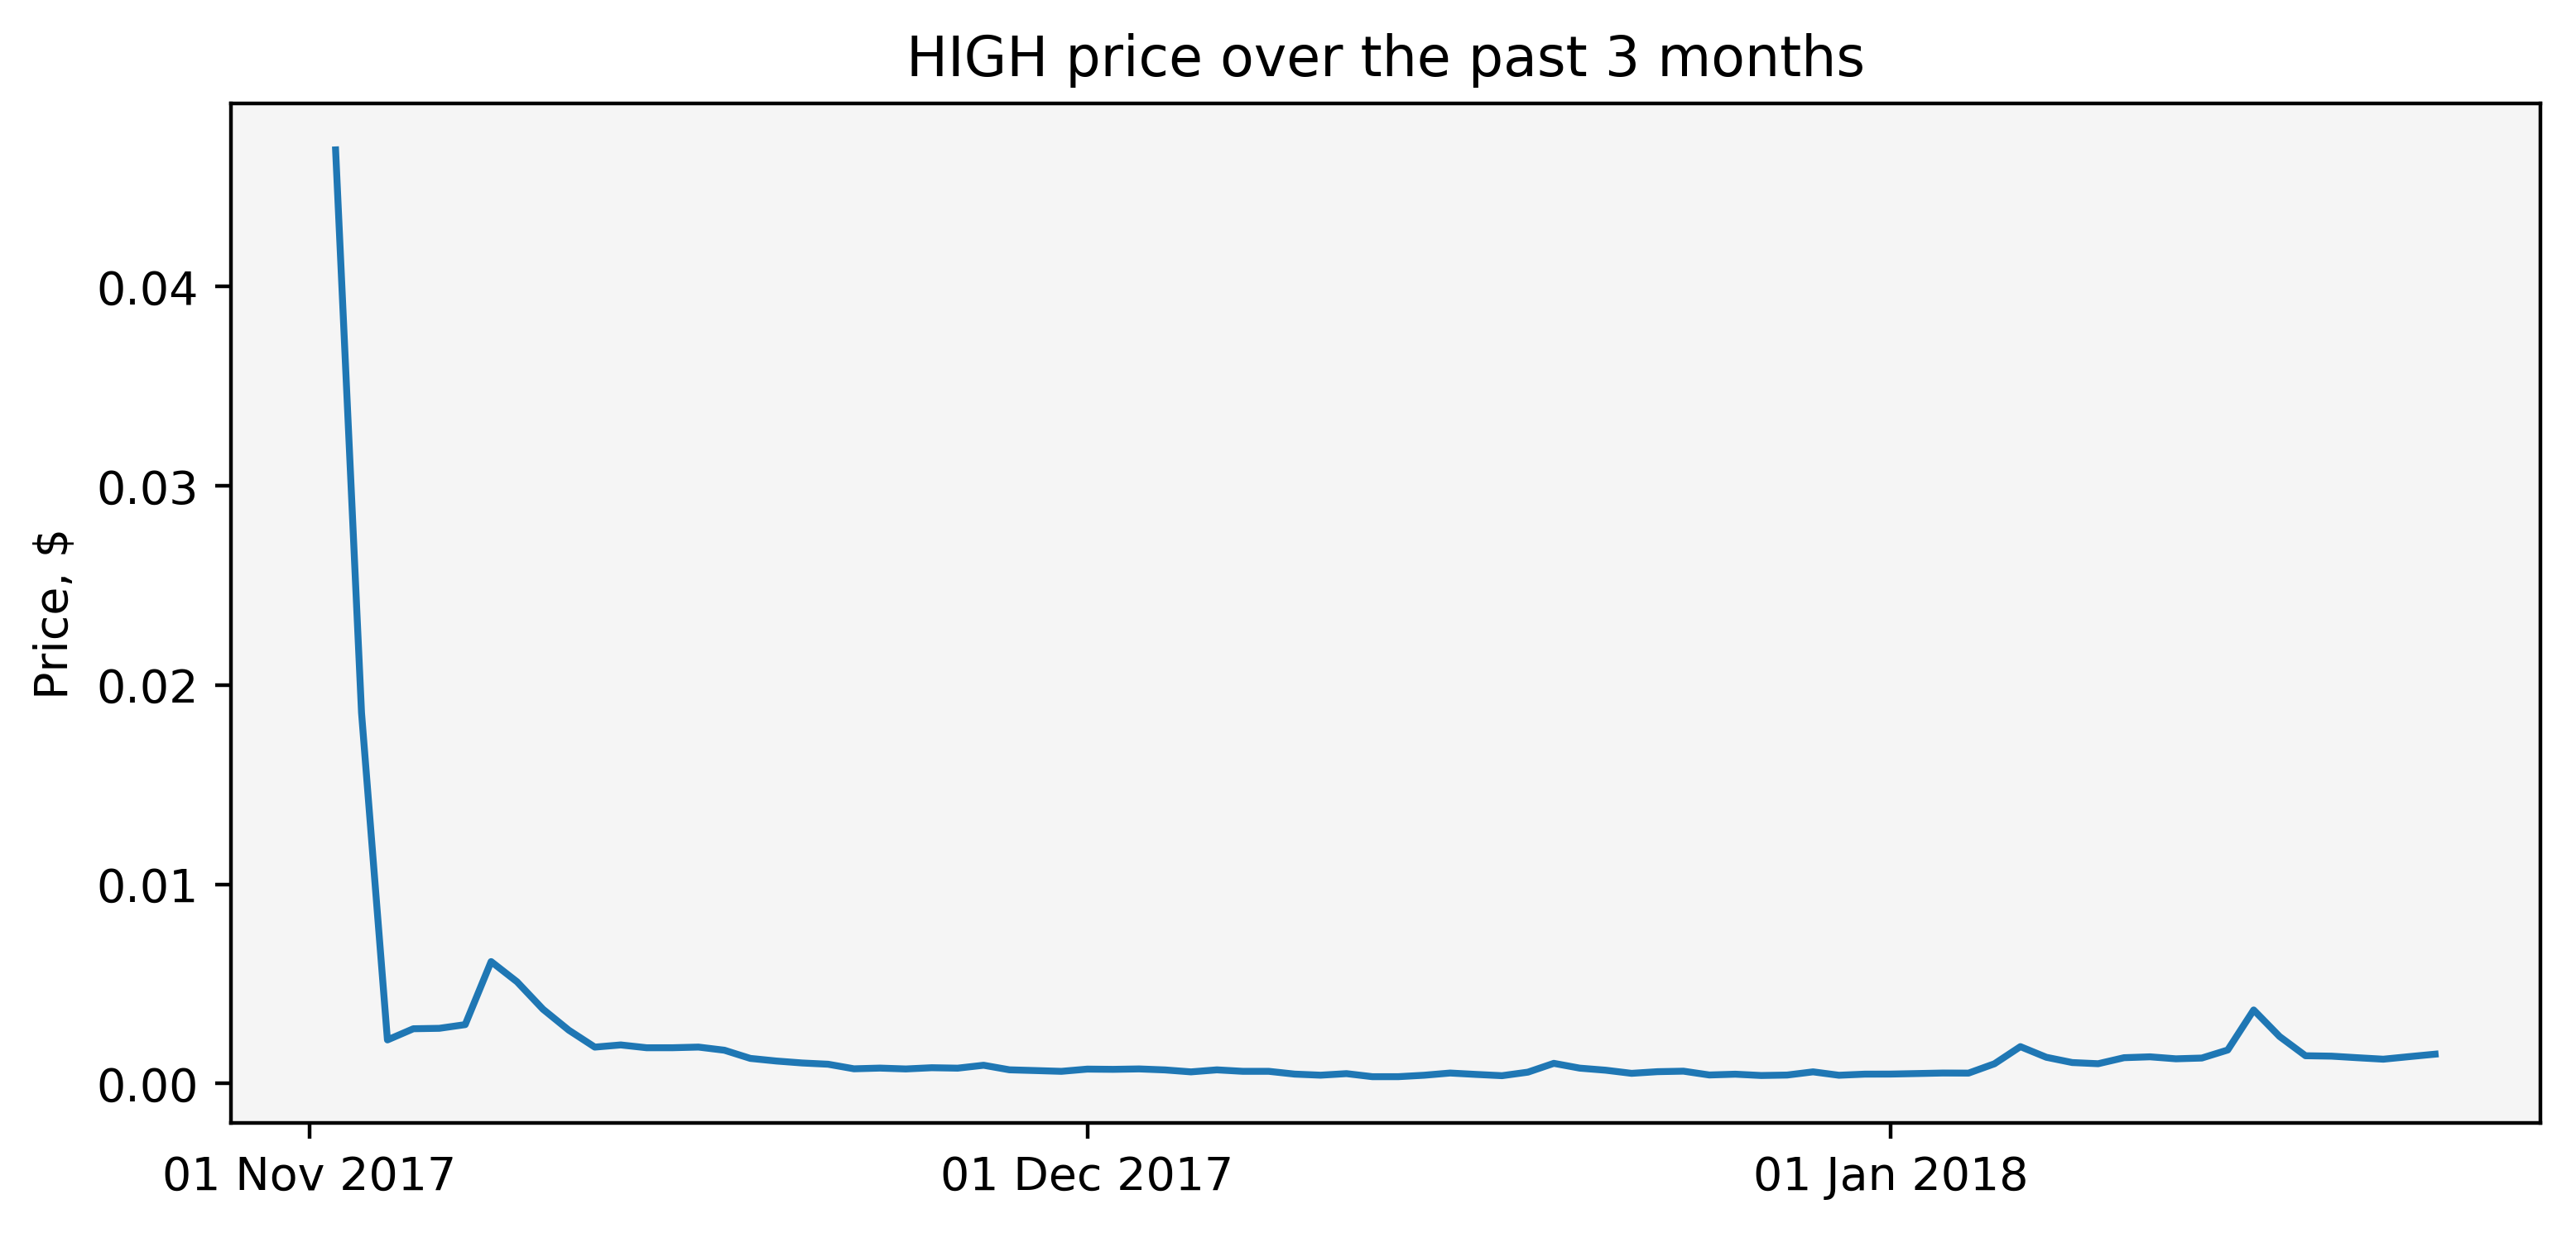 HIGH price over the past 3 months
Price, $
0.04
0.03
0.02
0.01
0.00
01 Nov 2017
01 Dec 2017
01 Jan 2018